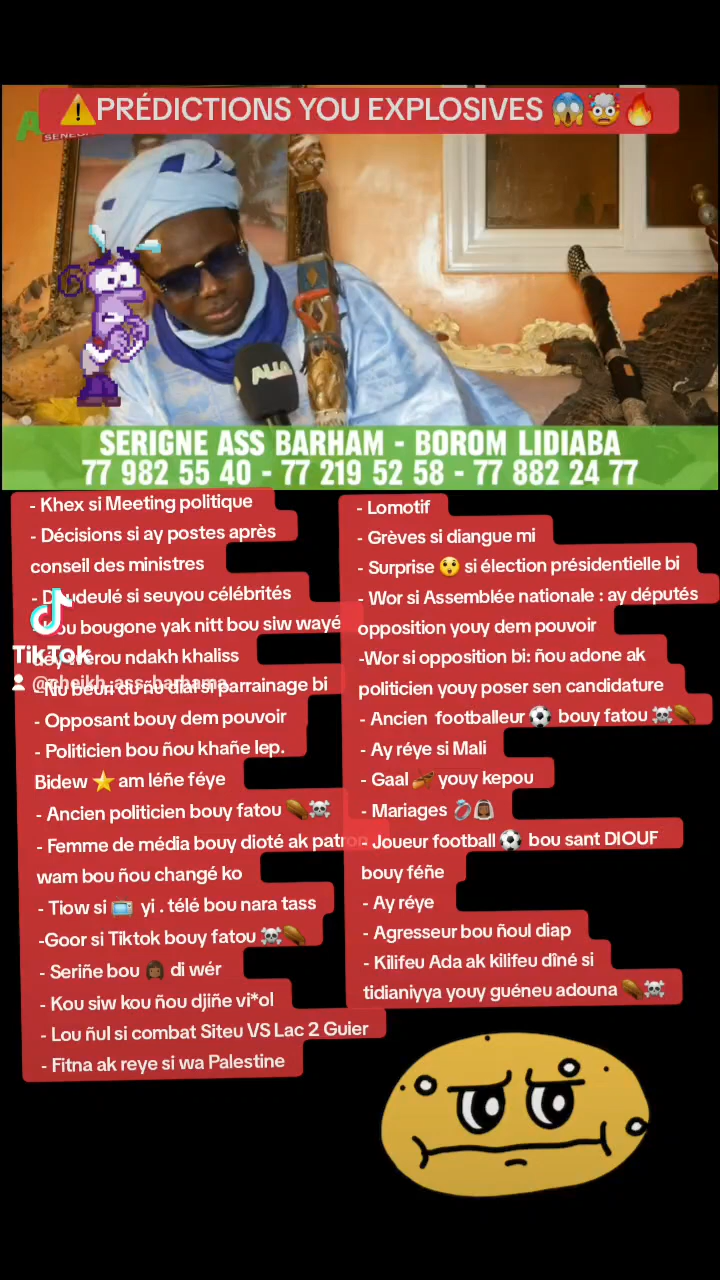 ⚠️PRÉDICTIONS YOU EXPLOSIVES 😱🤯🔥
AUA
SERIGNE ASS BARHAM - BOROM LIDIABA
77 982 55 40 - 77 219 52 58 - 77 882 24 77
- Khex si Meeting politique
- Décisions si ay postes après
conseil des ministres
si seuyou célébrités
bougone yak nitt bou siw wayé
ndakh khaliss
parrainage bi
- Opposant bouy dem pouvoir
- Politicien bou ñou khañe lep.
Bidew ⭐ am léñe féye
- Ancien politicien bouy fatou ⚰️☠️
- Femme de média bouy dioté ak patron
wam bou ñou changé ko
- Tiow si 📺 yi . télé bou nara tass
-Goor si Tiktok bouy fatou ☠️⚰️
- Seriñe bou 👩🏿 di wér
- Kou siw kou ñou djiñe vi*ol
- Lou ñul si combat Siteu VS Lac 2 Guier
- Fitna ak reye si wa Palestine
TikTok
- Lomotif
- Grèves si diangue mi
- Surprise 😲 si élection présidentielle bi
- Wor si Assemblée nationale : ay députés
opposition youy dem pouvoir
-Wor si opposition bi: ñou adone ak
politicien youy poser sen candidature
- Ancien footballeur ⚽ bouy fatou ☠️⚰️
- Ay réye si Mali
- Gaal 🛶 youy kepou
- Mariages 💍👰🏿
- Joueur football ⚽ bou sant DIOUF
bouy féñe
- Ay réye
- Agresseur bou ñoul diap
- Kilifeu Ada ak kilifeu dîné si
tidianiyya youy guéneu adouna ⚰️☠️